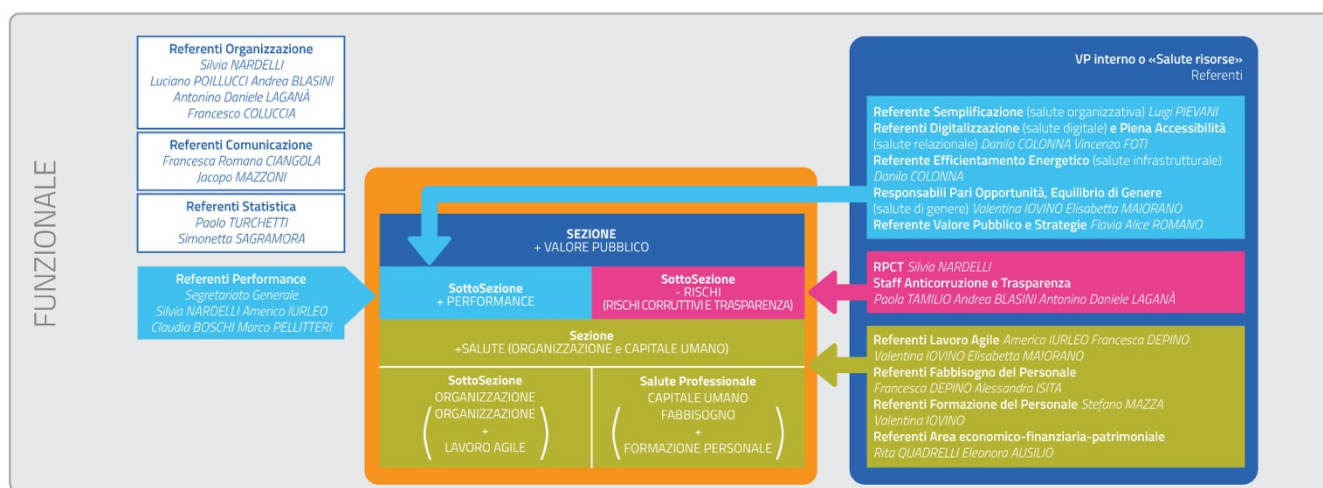 FUNZIONALE
Referenti Organizzazione
Silvia NARDELLI
Luciano POILLUCCI Andrea BLASINI
Antonino Daniele LAGANÀ
Francesco COLUCCIA
Referenti Comunicazione
Francesca Romana CIANGOLA
Jacopo MAZZONI
Referenti Statistica
Paolo TURCHETTI
Simonetta SAGRAMORA
Referenti Performance
Segretariato Generale
Silvia NARDELLI Americo IURLEO
Claudia BOSCHI Marco PELLITTERI
SEZIONE
+ VALORE PUBBLICO
SottoSezione
+ PERFORMANCE
SottoSezione
- RISCHI
(RISCHI CORRUTTIVI E TRASPARENZA)
Sezione
+SALUTE (ORGANIZZAZIONE e CAPITALE UMANO)
SottoSezione
ORGANIZZAZIONE
(ORGANIZZAZIONE
+
LAVORO AGILE)
Salute Professionale
CAPITALE UMANO
(FABBISOGNO
+
FORMAZIONE PERSONALE)
VP interno o «Salute risorse»
Referenti
Referente Semplificazione (salute organizzativa) Luigi PIEVANI
Referenti Digitalizzazione (salute digitale) e Piena Accessibilità
(salute relazionale) Danilo COLONNA Vincenzo FOTI
Referente Efficientamento Energetico (salute infrastrutturale)
Danilo COLONNA
Responsabili Pari Opportunità, Equilibrio di Genere
(salute di genere) Valentina IOVINO Elisabetta MAIORANO
Referente Valore Pubblico e Strategie Flavia Alice ROMANO
RPCT Silvia NARDELLI
Staff Anticorruzione e Trasparenza
Paola TAMILIO Andrea BLASINI Antonino Daniele LAGANÀ
Referenti Lavoro Agile Americo IURLEO Francesca DEPINO
Valentina IOVINO Elisabetta MAIORANO
Referenti Fabbisogno del Personale
Francesca DEPINO Alessandra ISITA
Referenti Formazione del Personale Stefano MAZZA
Valentina IOVINO
Referenti Area economico-finanziaria-patrimoniale
Rita QUADRELLI Eleonora AUSILIO